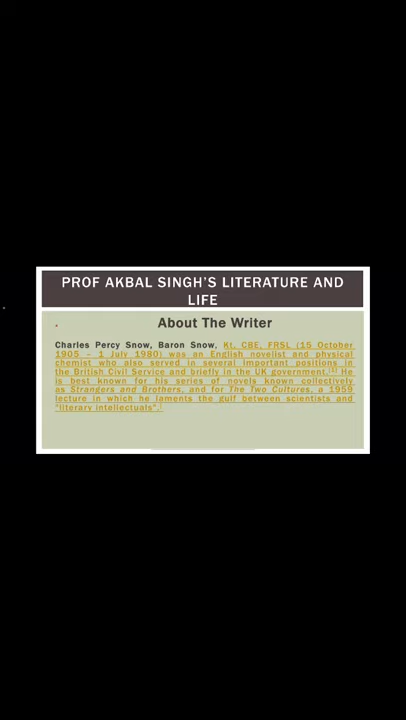 PROF AKBAL SINGH'S LITERATURE AND
LIFE
About The Writer
Charles Percy Snow, Baron Snow, Kt, CBE, FRSL (15 October
1905 – 1 July 1980) was an English novelist and physical
chemist who also served in several important positions in
the British Civil Service and briefly in the UK government.[1] He
is best known for his series of novels known collectively
as Strangers and Brothers, and for The Two Cultures, a 1959
lecture in which he laments the gulf between scientists and
"literary intellectuals".